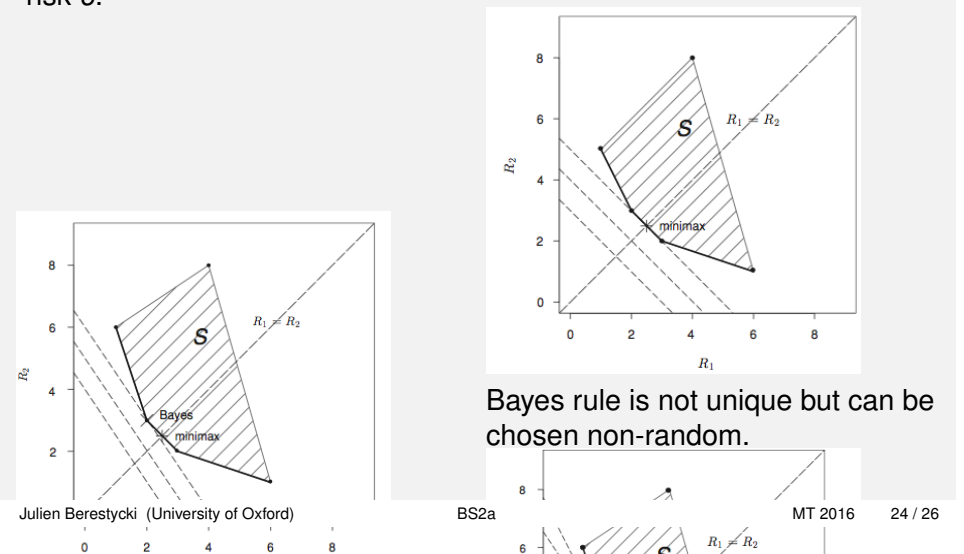 risk 5.
8
6
4
2
0
R₂
S
R₁ = R₂
minimax
0 2 4 6 8
R₁
8
6
4
2
R₂
S
R₁ = R₂
Bayes
minimax
0 2 4 6 8
Bayes rule is not unique but can be
chosen non-random.
8
6
S
R₁ = R₂
Julien Berestycki (University of Oxford) BS2a MT 2016 24 / 26